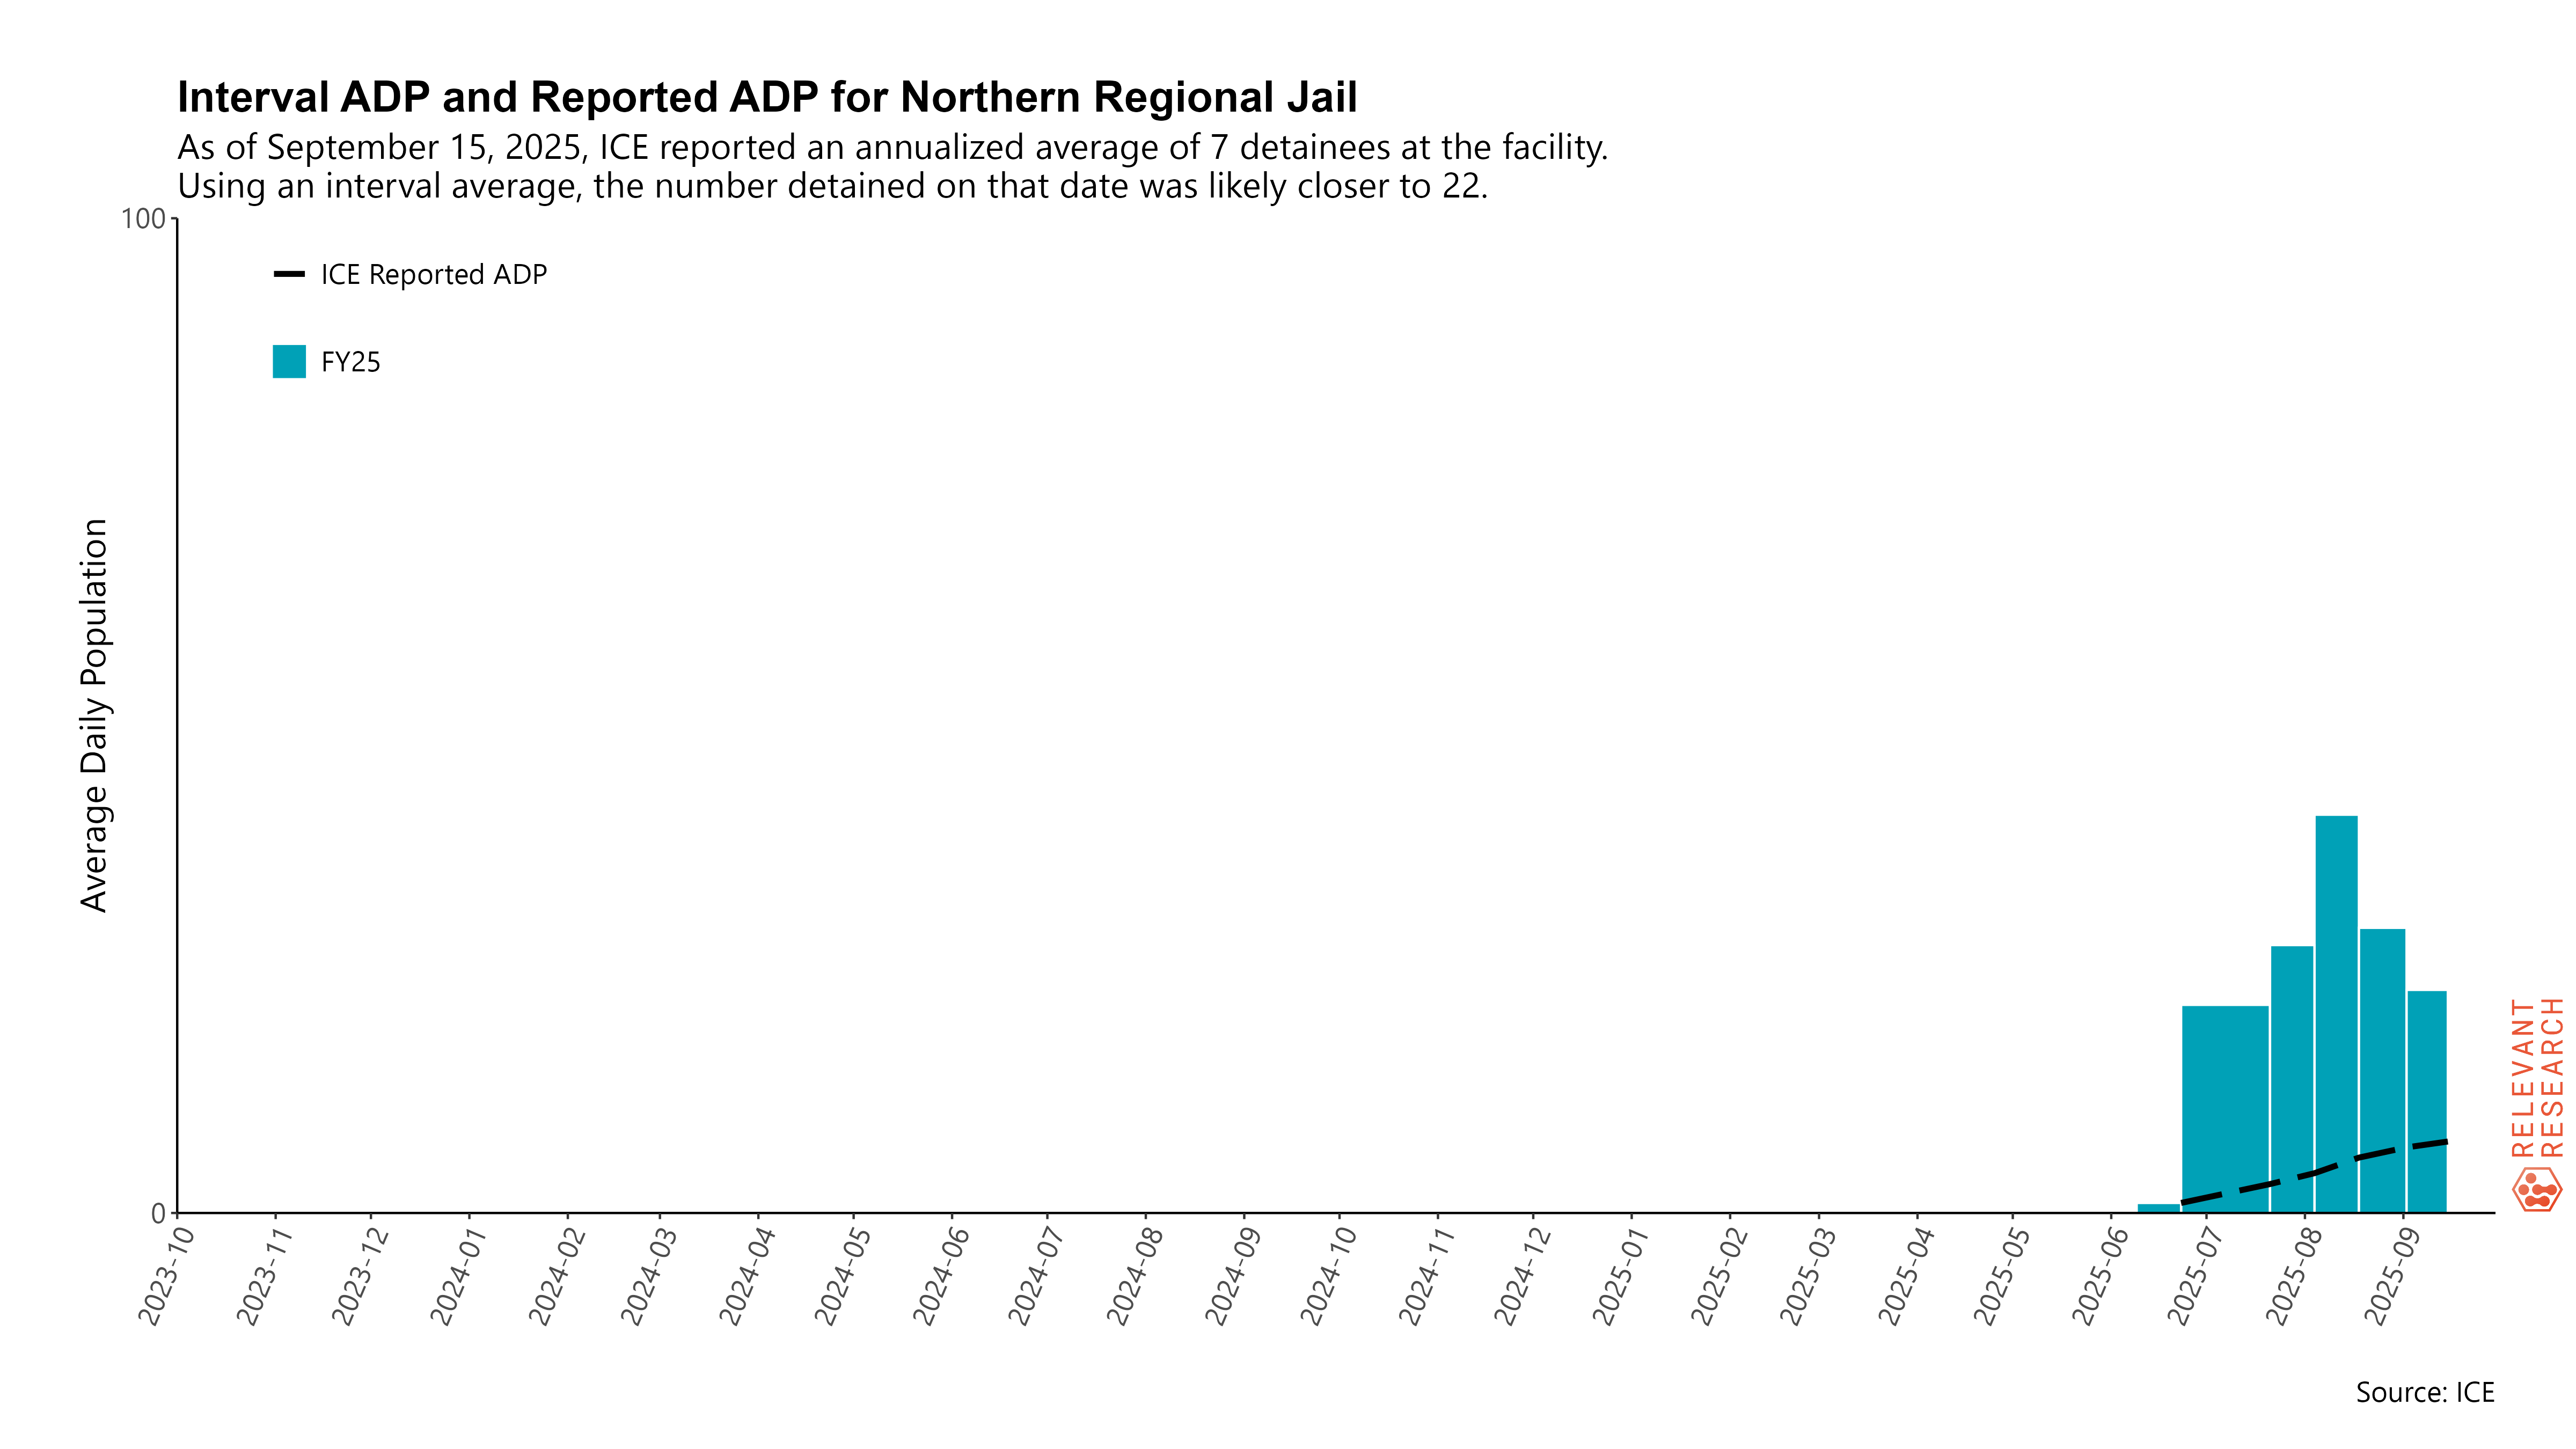 Interval ADP and Reported ADP for Northern Regional Jail
As of September 15, 2025, ICE reported an annualized average of 7 detainees at the facility.
Using an interval average, the number detained on that date was likely closer to 22.
100
ICE Reported ADP
FY25
Average Daily Population
0
2023-10
2023-11
2023-12
2024-01
2024-02
2024-03
2024-04
2024-05
2024-06
2024-07
2024-08
2024-09
2024-10
2024-11
2024-12
2025-01
2025-02
2025-03
2025-04
2025-05
2025-06
2025-07
2025-08
2025-09
RELEVANT
RESEARCH
Source: ICE